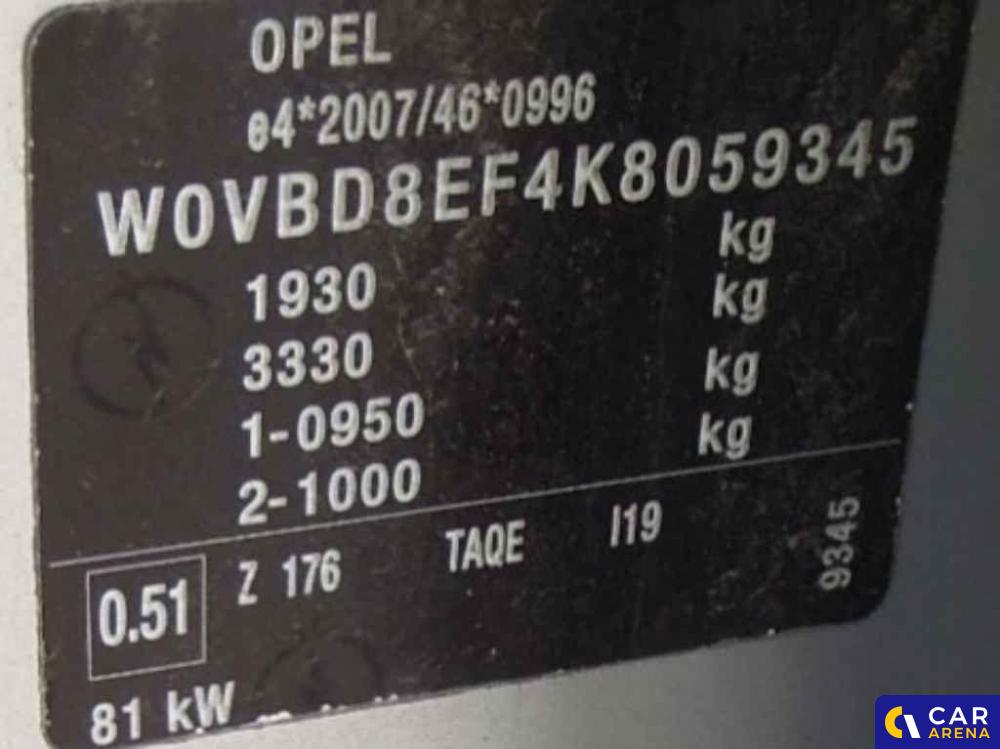 OPEL
e4*2007/46*0996
W0VBD8EF4K8059345
1930 kg
3330 kg
1-0950 kg
2-1000 kg
0.51 Z 176 TAQE I19 9345
81 kW
CAR
ARENA